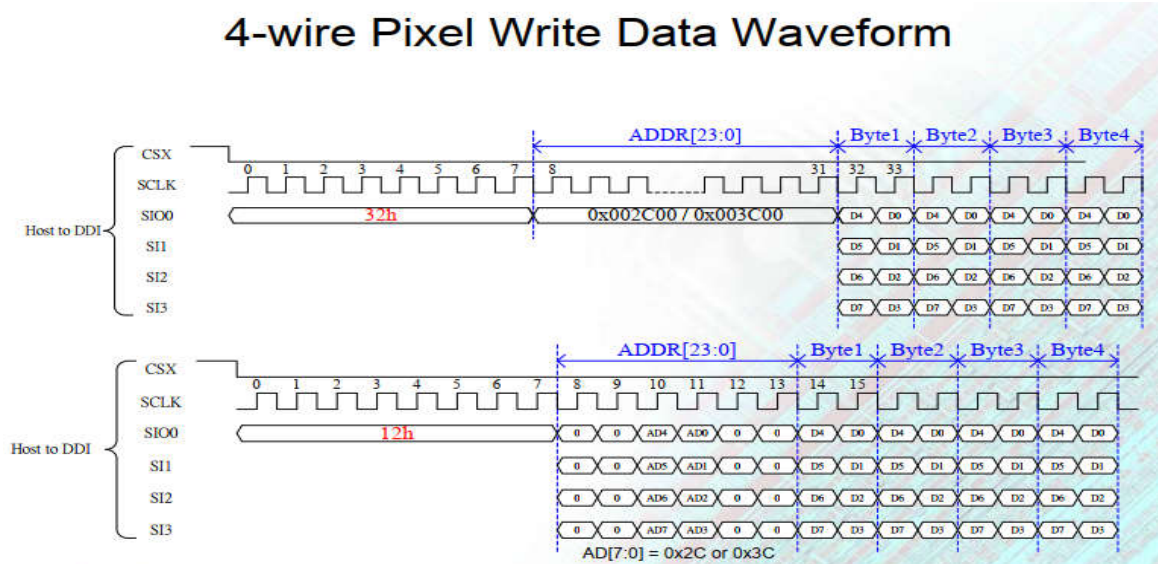 4-wire Pixel Write Data Waveform
ADDR[23:0] Byte1 Byte2 Byte3 Byte4
CSX
0 1 2 3 4 5 6 7 8 31 32 33
SCLK
SIO0 32h 0x002C00 / 0x003C00 D4 D0 D4 D0 D4 D0 D4 D0
Host to DDI
SI1 D5 D1 D5 D1 D5 D1 D5 D1
SI2 D6 D2 D6 D2 D6 D2 D6 D2
SI3 D7 D3 D7 D3 D7 D3 D7 D3
ADDR[23:0] Byte1 Byte2 Byte3 Byte4
CSX
0 1 2 3 4 5 6 7 8 9 10 11 12 13 14 15
SCLK
SIO0 12h 0 0 AD4 AD0 0 0 D4 D0 D4 D0 D4 D0 D4 D0
Host to DDI
SI1 0 0 AD5 AD1 0 0 D5 D1 D5 D1 D5 D1 D5 D1
SI2 0 0 AD6 AD2 0 0 D6 D2 D6 D2 D6 D2 D6 D2
SI3 0 0 AD7 AD3 0 0 D7 D3 D7 D3 D7 D3 D7 D3
AD[7:0] = 0x2C or 0x3C